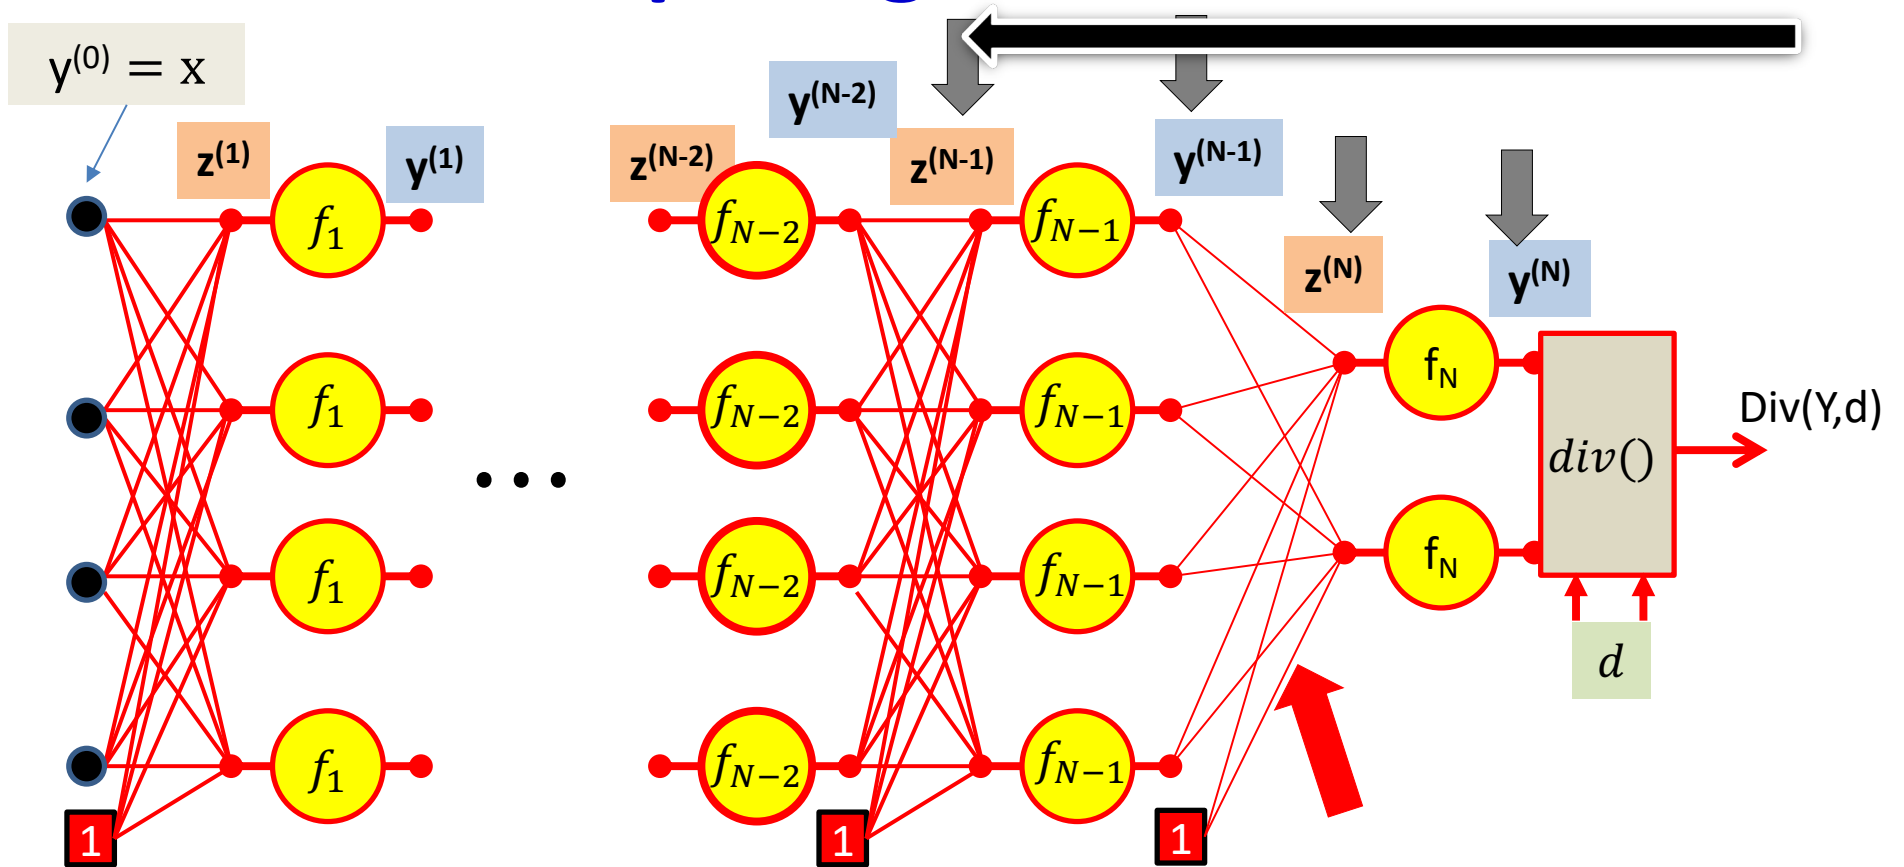 y(0) = x
z(1)
y(1)
z(N-2)
y(N-2)
z(N-1)
y(N-1)
z(N)
y(N)
f1
fN−2
fN−1
f1
fN−2
fN−1
f1
fN−2
fN−1
f1
fN−2
fN−1
fN
fN
div()
Div(Y,d)
d
...
1
1
1